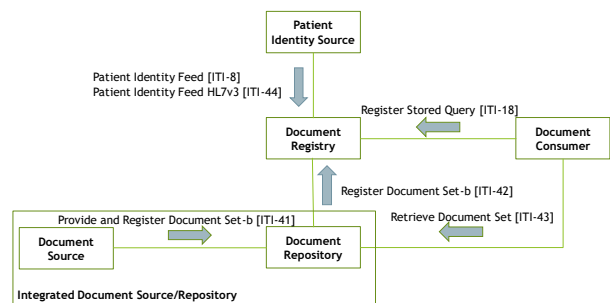 Patient
Identity Source
Patient Identity Feed [ITI-8]
Patient Identity Feed HL7v3 [ITI-44]
Register Stored Query [ITI-18]
Document
Registry
Document
Consumer
Register Document Set-b [ITI-42]
Provide and Register Document Set-b [ITI-41]
Retrieve Document Set [ITI-43]
Document
Source
Document
Repository
Integrated Document Source/Repository